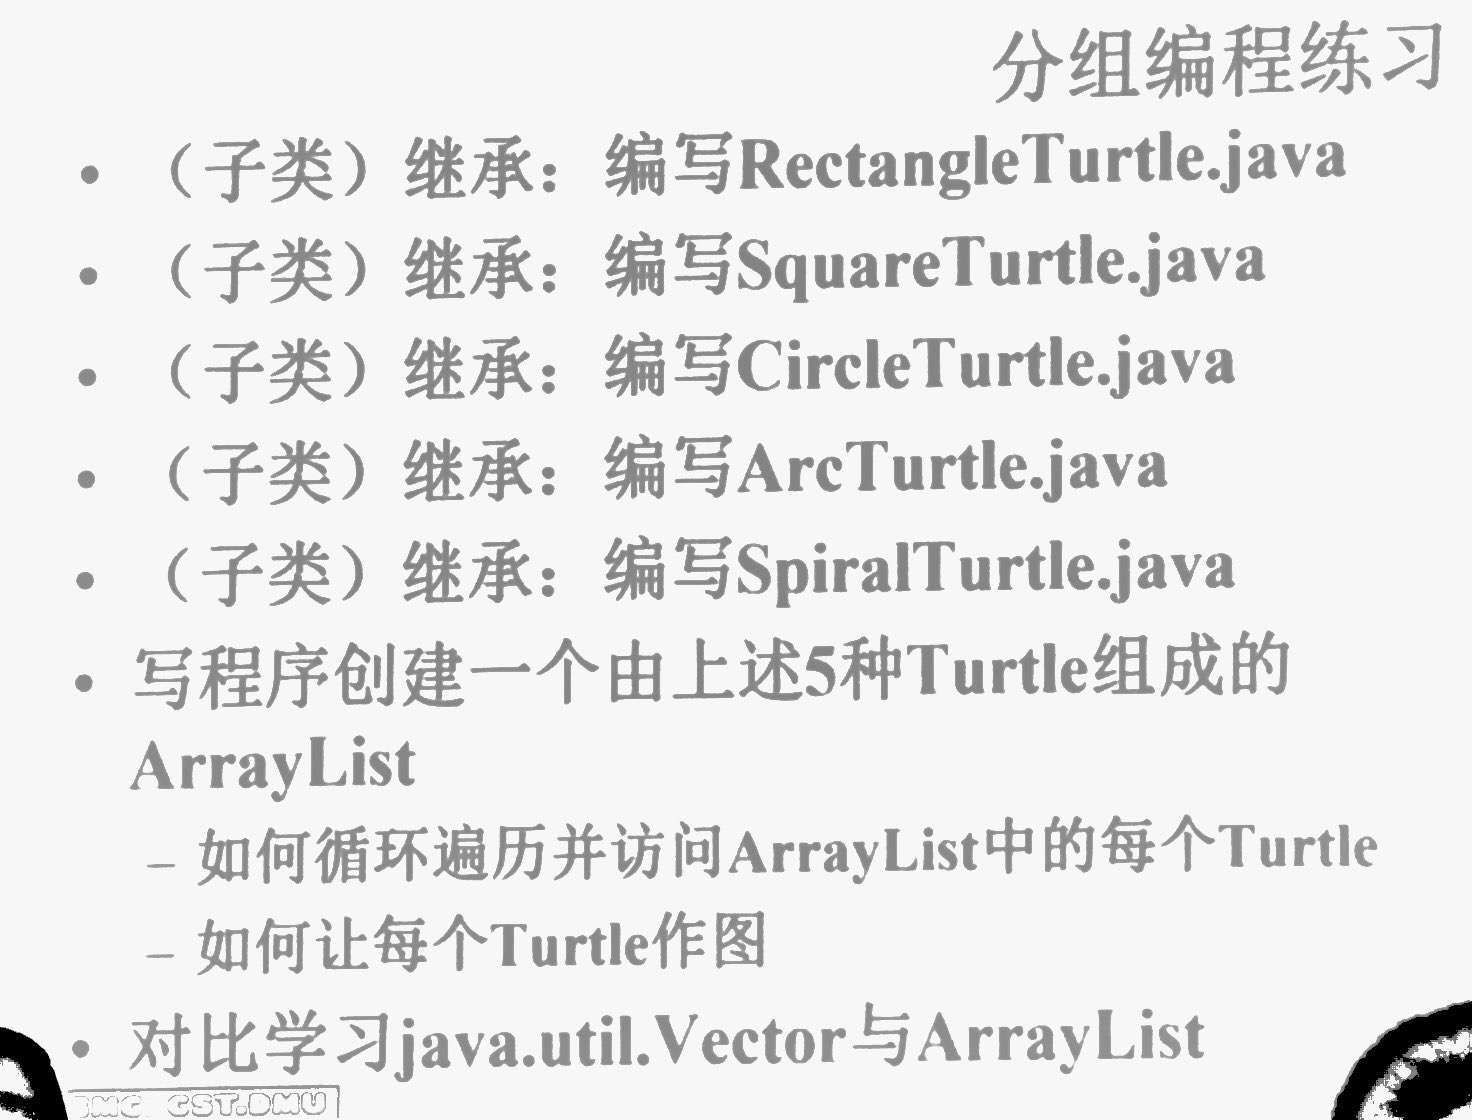 分组编程练习
• （子类）继承：编写RectangleTurtle.java
• （子类）继承：编写SquareTurtle.java
• （子类）继承：编写CircleTurtle.java
• （子类）继承：编写ArcTurtle.java
• （子类）继承：编写SpiralTurtle.java
• 写程序创建一个由上述5种Turtle组成的
ArrayList
– 如何循环遍历并访问ArrayList中的每个Turtle
– 如何让每个Turtle作图
• 对比学习java.util.Vector与ArrayList
CST.DMU